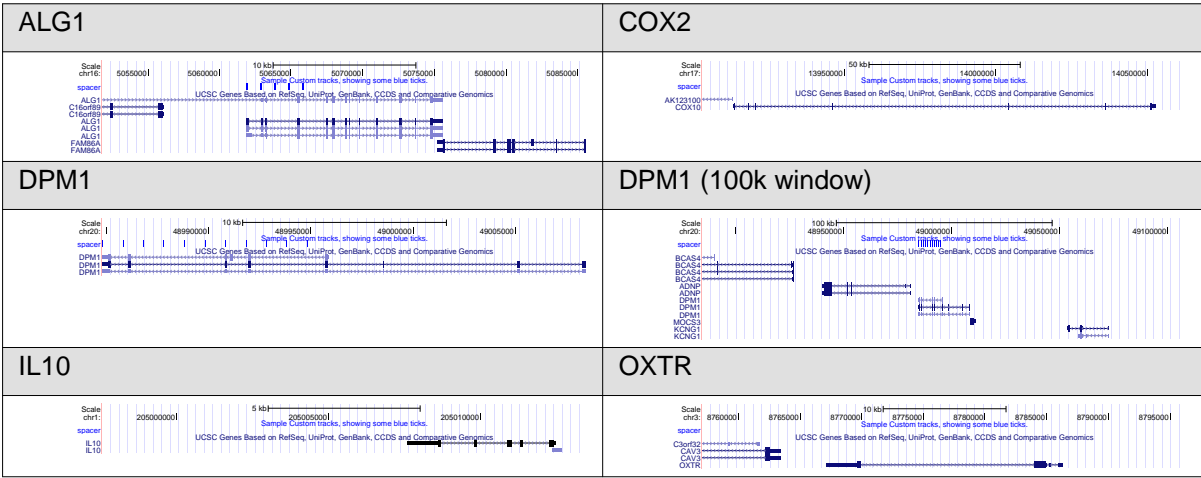 ALG1
COX2
Scale
10 kb
chr16:
5055000
5060000
5065000
5070000
5075000
5080000
5085000
Sample Custom tracks, showing some blue ticks.
spacer
UCSC Genes Based on RefSeq, UniProt, GenBank, CCDS and Comparative Genomics
ALG1
C16orf89
C16orf89
ALG1
ALG1
ALG1
FAM86A
FAM86A
Scale
50 kb
chr17:
13950000
14000000
14050000
Sample Custom tracks, showing some blue ticks.
spacer
UCSC Genes Based on RefSeq, UniProt, GenBank, CCDS and Comparative Genomics
AK123100
COX10
DPM1
DPM1 (100k window)
Scale
10 kb
chr20:
48990000
48995000
49000000
49005000
Sample Custom tracks, showing some blue ticks.
spacer
UCSC Genes Based on RefSeq, UniProt, GenBank, CCDS and Comparative Genomics
DPM1
DPM1
DPM1
Scale
100 kb
chr20:
48950000
49000000
49050000
49100000
Sample Custom tracks, showing some blue ticks.
spacer
UCSC Genes Based on RefSeq, UniProt, GenBank, CCDS and Comparative Genomics
BCAS4
BCAS4
BCAS4
ADNP
ADNP
DPM1
DPM1
DPM1
MOCS3
KCNG1
KCNG1
IL10
OXTR
Scale
5 kb
chr1:
205000000
205005000
205010000
Sample Custom tracks, showing some blue ticks.
spacer
UCSC Genes Based on RefSeq, UniProt, GenBank, CCDS and Comparative Genomics
IL10
IL10
Scale
10 kb
chr3:
8760000
8765000
8770000
8775000
8780000
8785000
8790000
8795000
Sample Custom tracks, showing some blue ticks.
spacer
UCSC Genes Based on RefSeq, UniProt, GenBank, CCDS and Comparative Genomics
C3orf32
CAV3
CAV3
OXTR